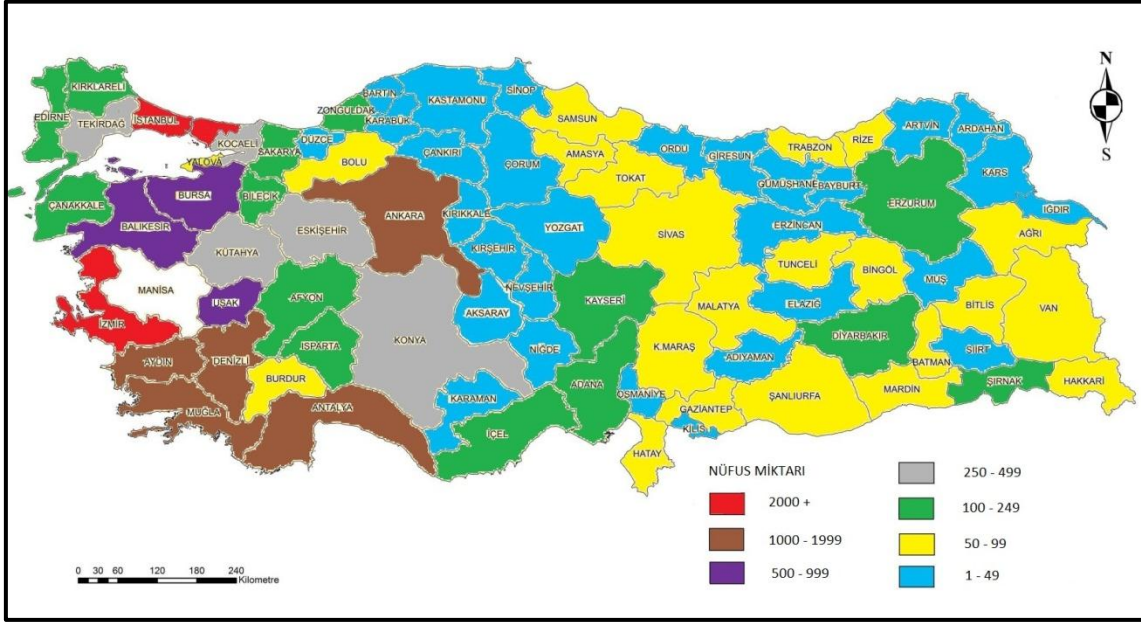 N
S
KIRKLARELİ
EDİRNE
TEKİRDAĞ
İSTANBUL
KOCAELİ
YALOVA
SAKARYA
DÜZCE
ZONGULDAK
BARTIN
KARABÜK
KASTAMONU
SİNOP
SAMSUN
BOLU
ÇANKIRI
ÇORUM
AMASYA
TOKAT
ORDU
GİRESUN
TRABZON
RİZE
ARTVİN
ARDAHAN
GÜMÜŞHANE
BAYBURT
KARS
ERZURUM
IĞDIR
AĞRI
ÇANAKKALE
BALIKESİR
BURSA
BİLECİK
ESKİŞEHİR
KÜTAHYA
ANKARA
KIRIKKALE
KIRŞEHİR
YOZGAT
SİVAS
ERZİNCAN
TUNCELİ
BİNGÖL
MUŞ
BİTLİS
VAN
MANİSA
İZMİR
UŞAK
AFYON
KONYA
AKSARAY
NEVŞEHİR
KAYSERİ
MALATYA
ELAZIĞ
DİYARBAKIR
BATMAN
SİİRT
ŞIRNAK
HAKKARİ
AYDIN
DENİZLİ
ISPARTA
BURDUR
MUĞLA
ANTALYA
KARAMAN
NİĞDE
İÇEL
ADANA
OSMANİYE
K.MARAŞ
ADIYAMAN
GAZİANTEP
KİLİS
HATAY
ŞANLIURFA
MARDİN
NÜFUS MİKTARI
2000 +
1000 - 1999
500 - 999
250 - 499
100 - 249
50 - 99
1 - 49
0 30 60 120 180 240
Kilometre